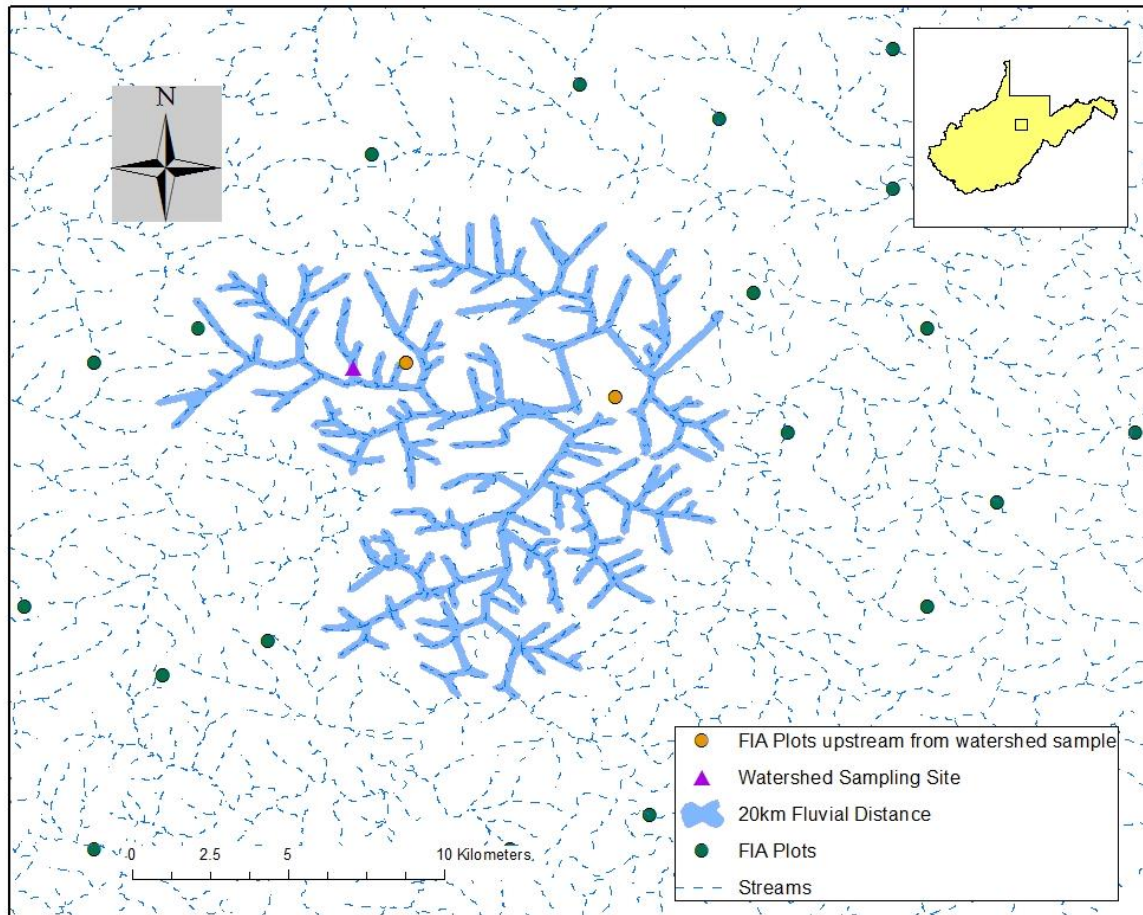 N
FIA Plots upstream from watershed sample
Watershed Sampling Site
20km Fluvial Distance
FIA Plots
Streams
0 2.5 5 10 Kilometers